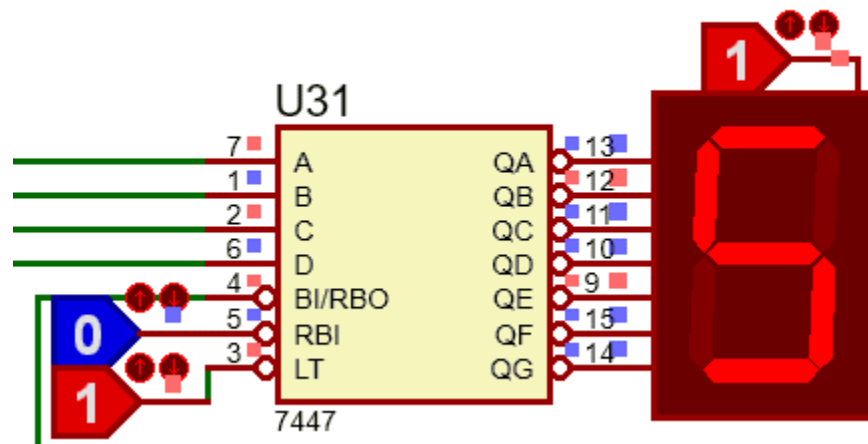 1
U31
7 A QA 13
1 B QB 12
2 C QC 11
6 D QD 10
4 BI/RBO QE 9
0 5 RBI QF 15
3 LT QG 14
1
7447
5